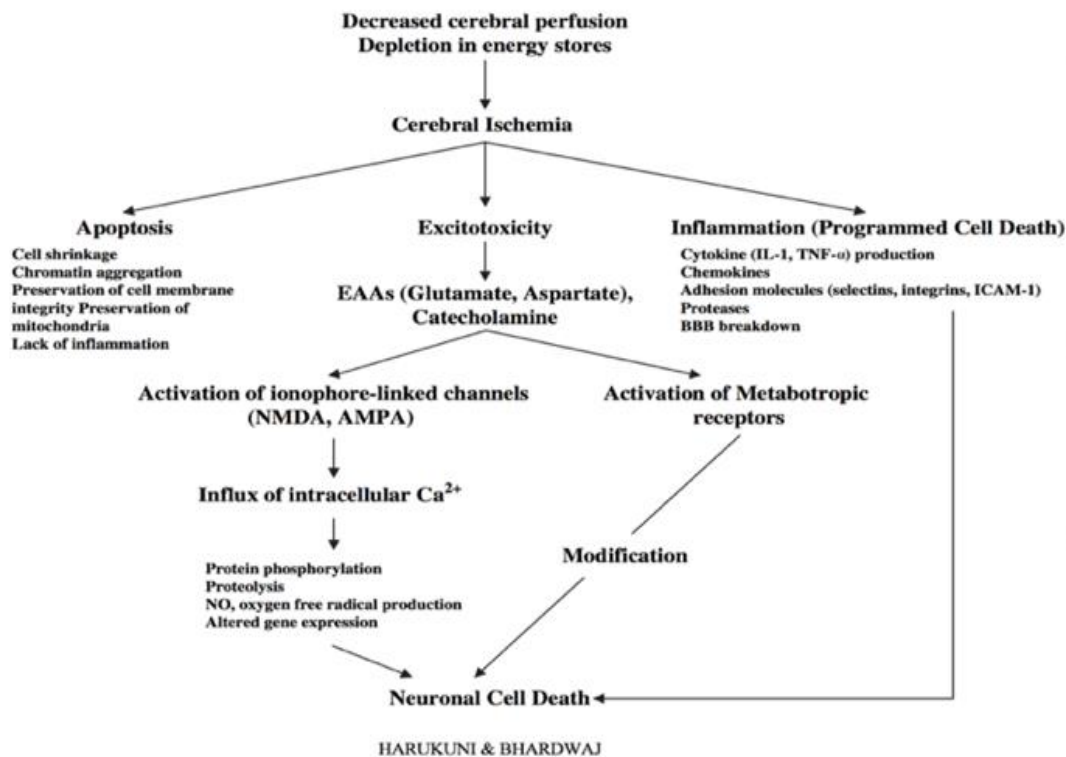 Decreased cerebral perfusion
Depletion in energy stores
Cerebral Ischemia
Apoptosis
Cell shrinkage
Chromatin aggregation
Preservation of cell membrane
integrity Preservation of
mitochondria
Lack of inflammation
Excitotoxicity
EAAs (Glutamate, Aspartate),
Catecholamine
Inflammation (Programmed Cell Death)
Cytokine (IL-1, TNF-α) production
Chemokines
Adhesion molecules (selectins, integrins, ICAM-1)
Proteases
BBB breakdown
Activation of ionophore-linked channels
(NMDA, AMPA)
Activation of Metabotropic
receptors
Influx of intracellular Ca²⁺
Modification
Protein phosphorylation
Proteolysis
NO, oxygen free radical production
Altered gene expression
Neuronal Cell Death
HARUKUNI & BHARDWAJ